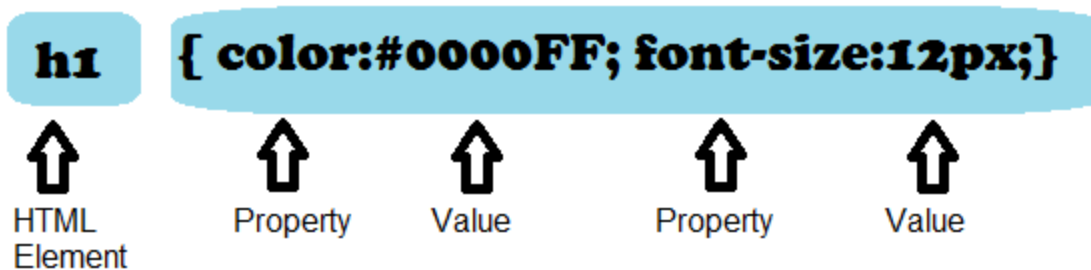 h1 { color:#0000FF; font-size:12px;}
HTML Element
Property
Value
Property
Value